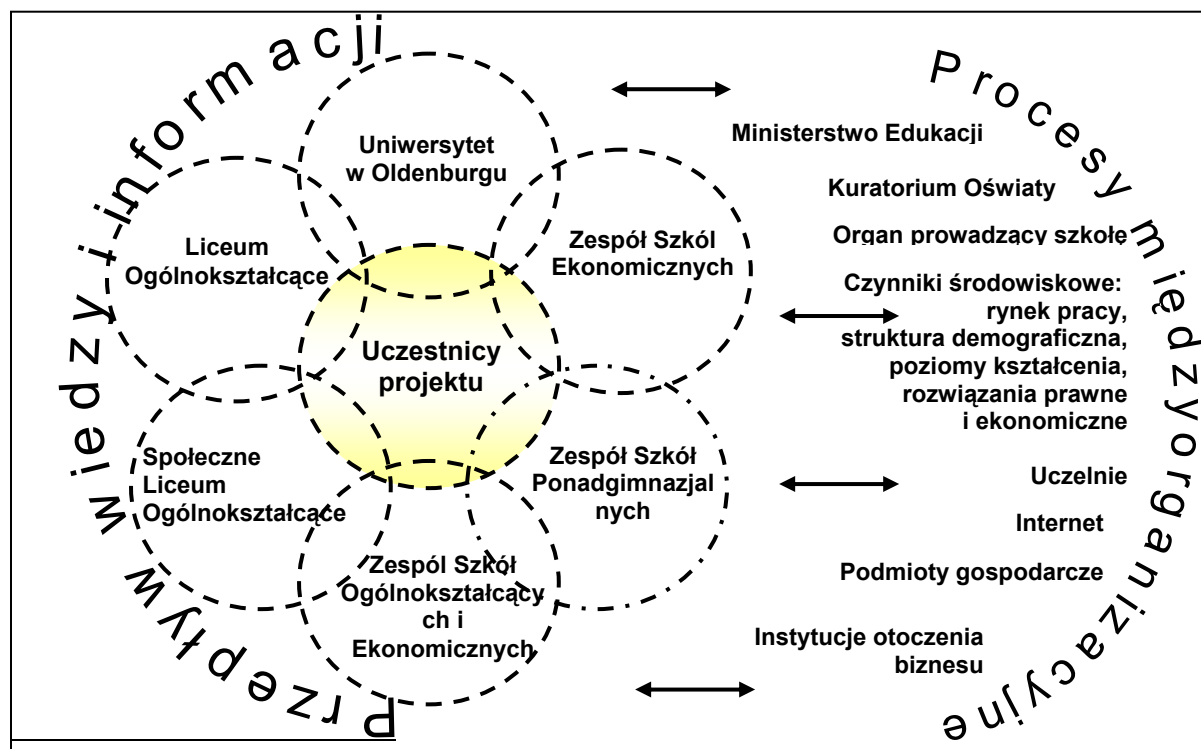 Przepływ wiedzy i informacji
Uniwersytet
w Oldenburgu
Liceum
Ogólnokształcące
Zespół Szkól
Ekonomicznych
Uczestnicy
projektu
Społeczne
Liceum
Ogólnokształcące
Zespół Szkół
Ponadgimnazjal
nych
Zespól Szkół
Ogólnokształcący
ch i
Ekonomicznych
Ministerstwo Edukacji
Kuratorium Oświaty
Organ prowadzący szkołę
Czynniki środowiskowe:
rynek pracy,
struktura demograficzna,
poziomy kształcenia,
rozwiązania prawne
i ekonomiczne
Uczelnie
Internet
Podmioty gospodarcze
Instytucje otoczenia
biznesu
Procesy międzyorganizacyjne